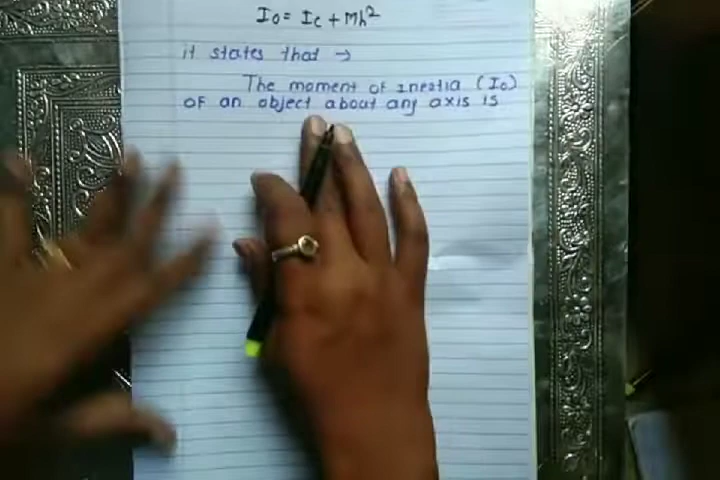 Io = Ic + Mh²
it states that →
The moment of inertia (Io)
of an object about any axis is